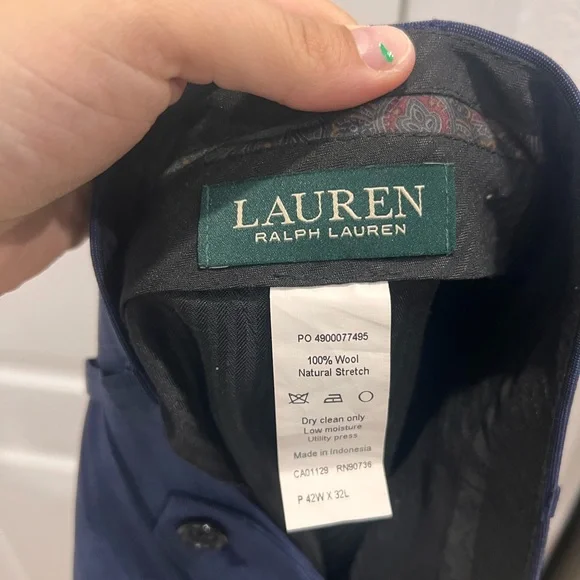 LAUREN
RALPH LAUREN
PO 4900077495
100% Wool
Natural Stretch
Dry clean only
Low moisture
Utility press
Made in Indonesia
CA01129 RN90736
P 42W X 32L